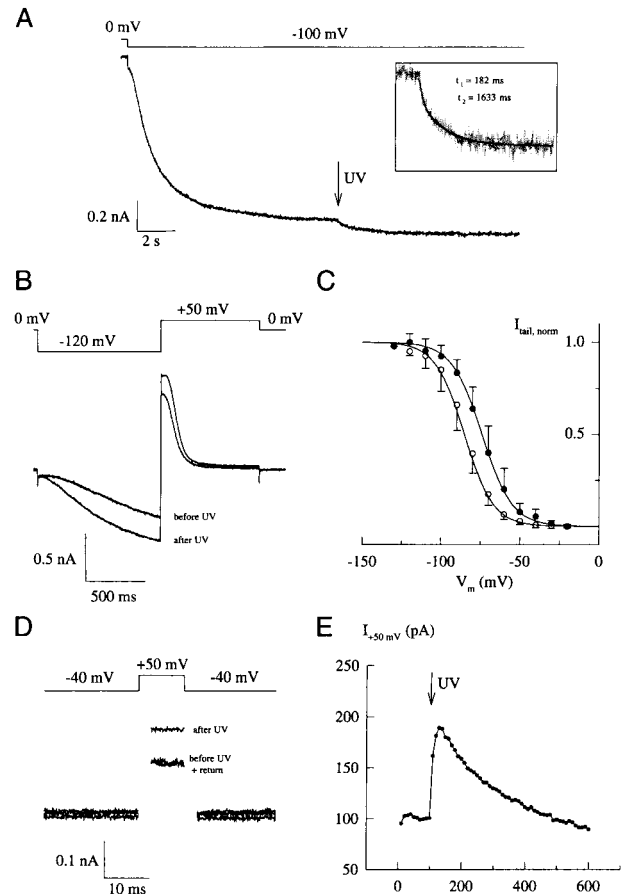 A
0 mV
-100 mV
t₁ = 182 ms
t₂ = 1633 ms
UV
0.2 nA
2 s
B
+50 mV
0 mV
-120 mV
0 mV
before UV
after UV
0.5 nA
500 ms
C
I tail, norm
1.0
0.5
-150
-100
-50
0
Vm (mV)
D
+50 mV
-40 mV
-40 mV
after UV
before UV
+ return
0.1 nA
10 ms
E
I+50 mV (pA)
250
UV
200
150
100
50
0
200
400
600